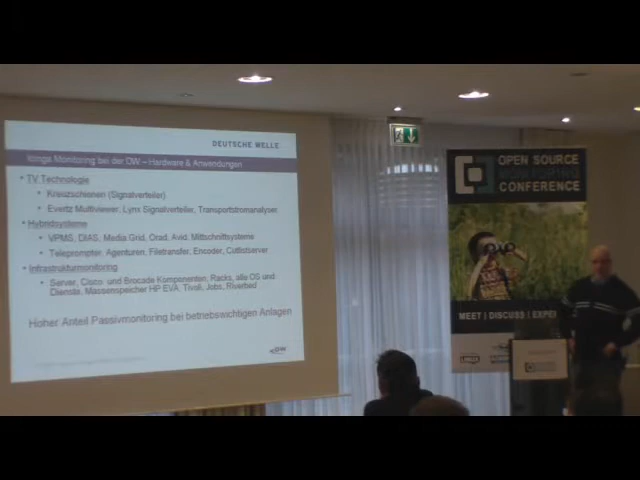 DEUTSCHE WELLE
Icinga Monitoring bei der DW – Hardware & Anwendungen
TV Technologie
Kreuzschienen (Signalverteiler)
Evertz Multiviewer, Lynx Signalverteiler, Transportstromanalyser
Hybridsysteme
VPMS, DIAS, Media Grid, Orad, Avid, Mitschnittsysteme
Teleprompter, Agenturen, Filetransfer, Encoder, Cutlistserver
Infrastrukturmonitoring
Server, Cisco- und Brocade Komponenten, Racks, alle OS und
Dienste, Massenspeicher HP EVA, Tivoli, Jobs, Riverbed
Hoher Anteil Passivmonitoring bei betriebswichtigen Anlagen
DW
OPEN SOURCE
MONITORING
CONFERENCE
MEET | DISCUSS | EXPE